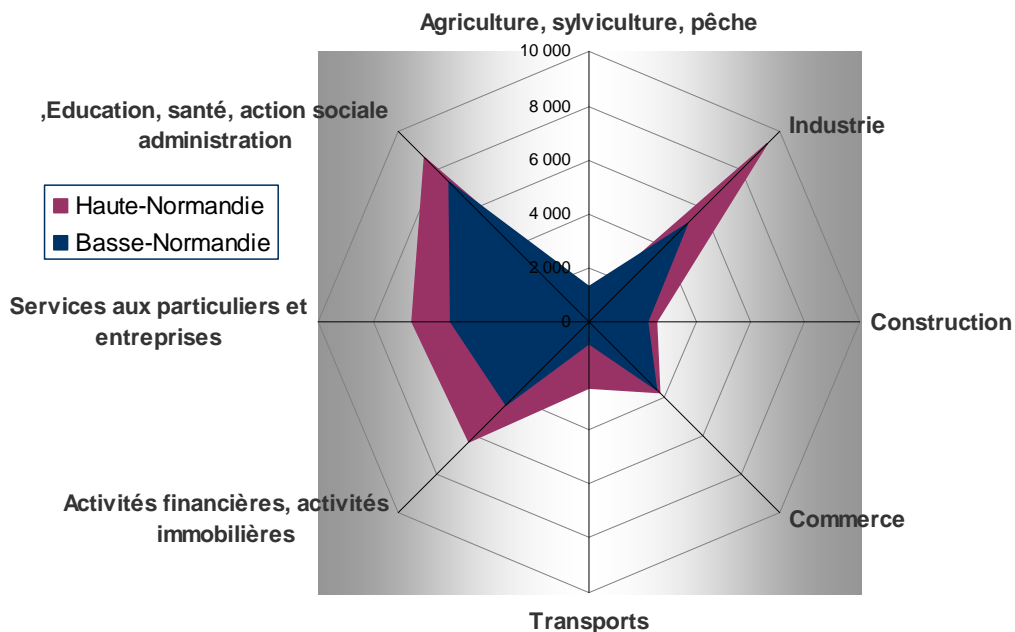 Agriculture, sylviculture, pêche
10 000
8 000
6 000
4 000
2 000
0
,Education, santé, action sociale
administration
Industrie
Haute-Normandie
Basse-Normandie
Services aux particuliers et
entreprises
Construction
Activités financières, activités
immobilières
Commerce
Transports